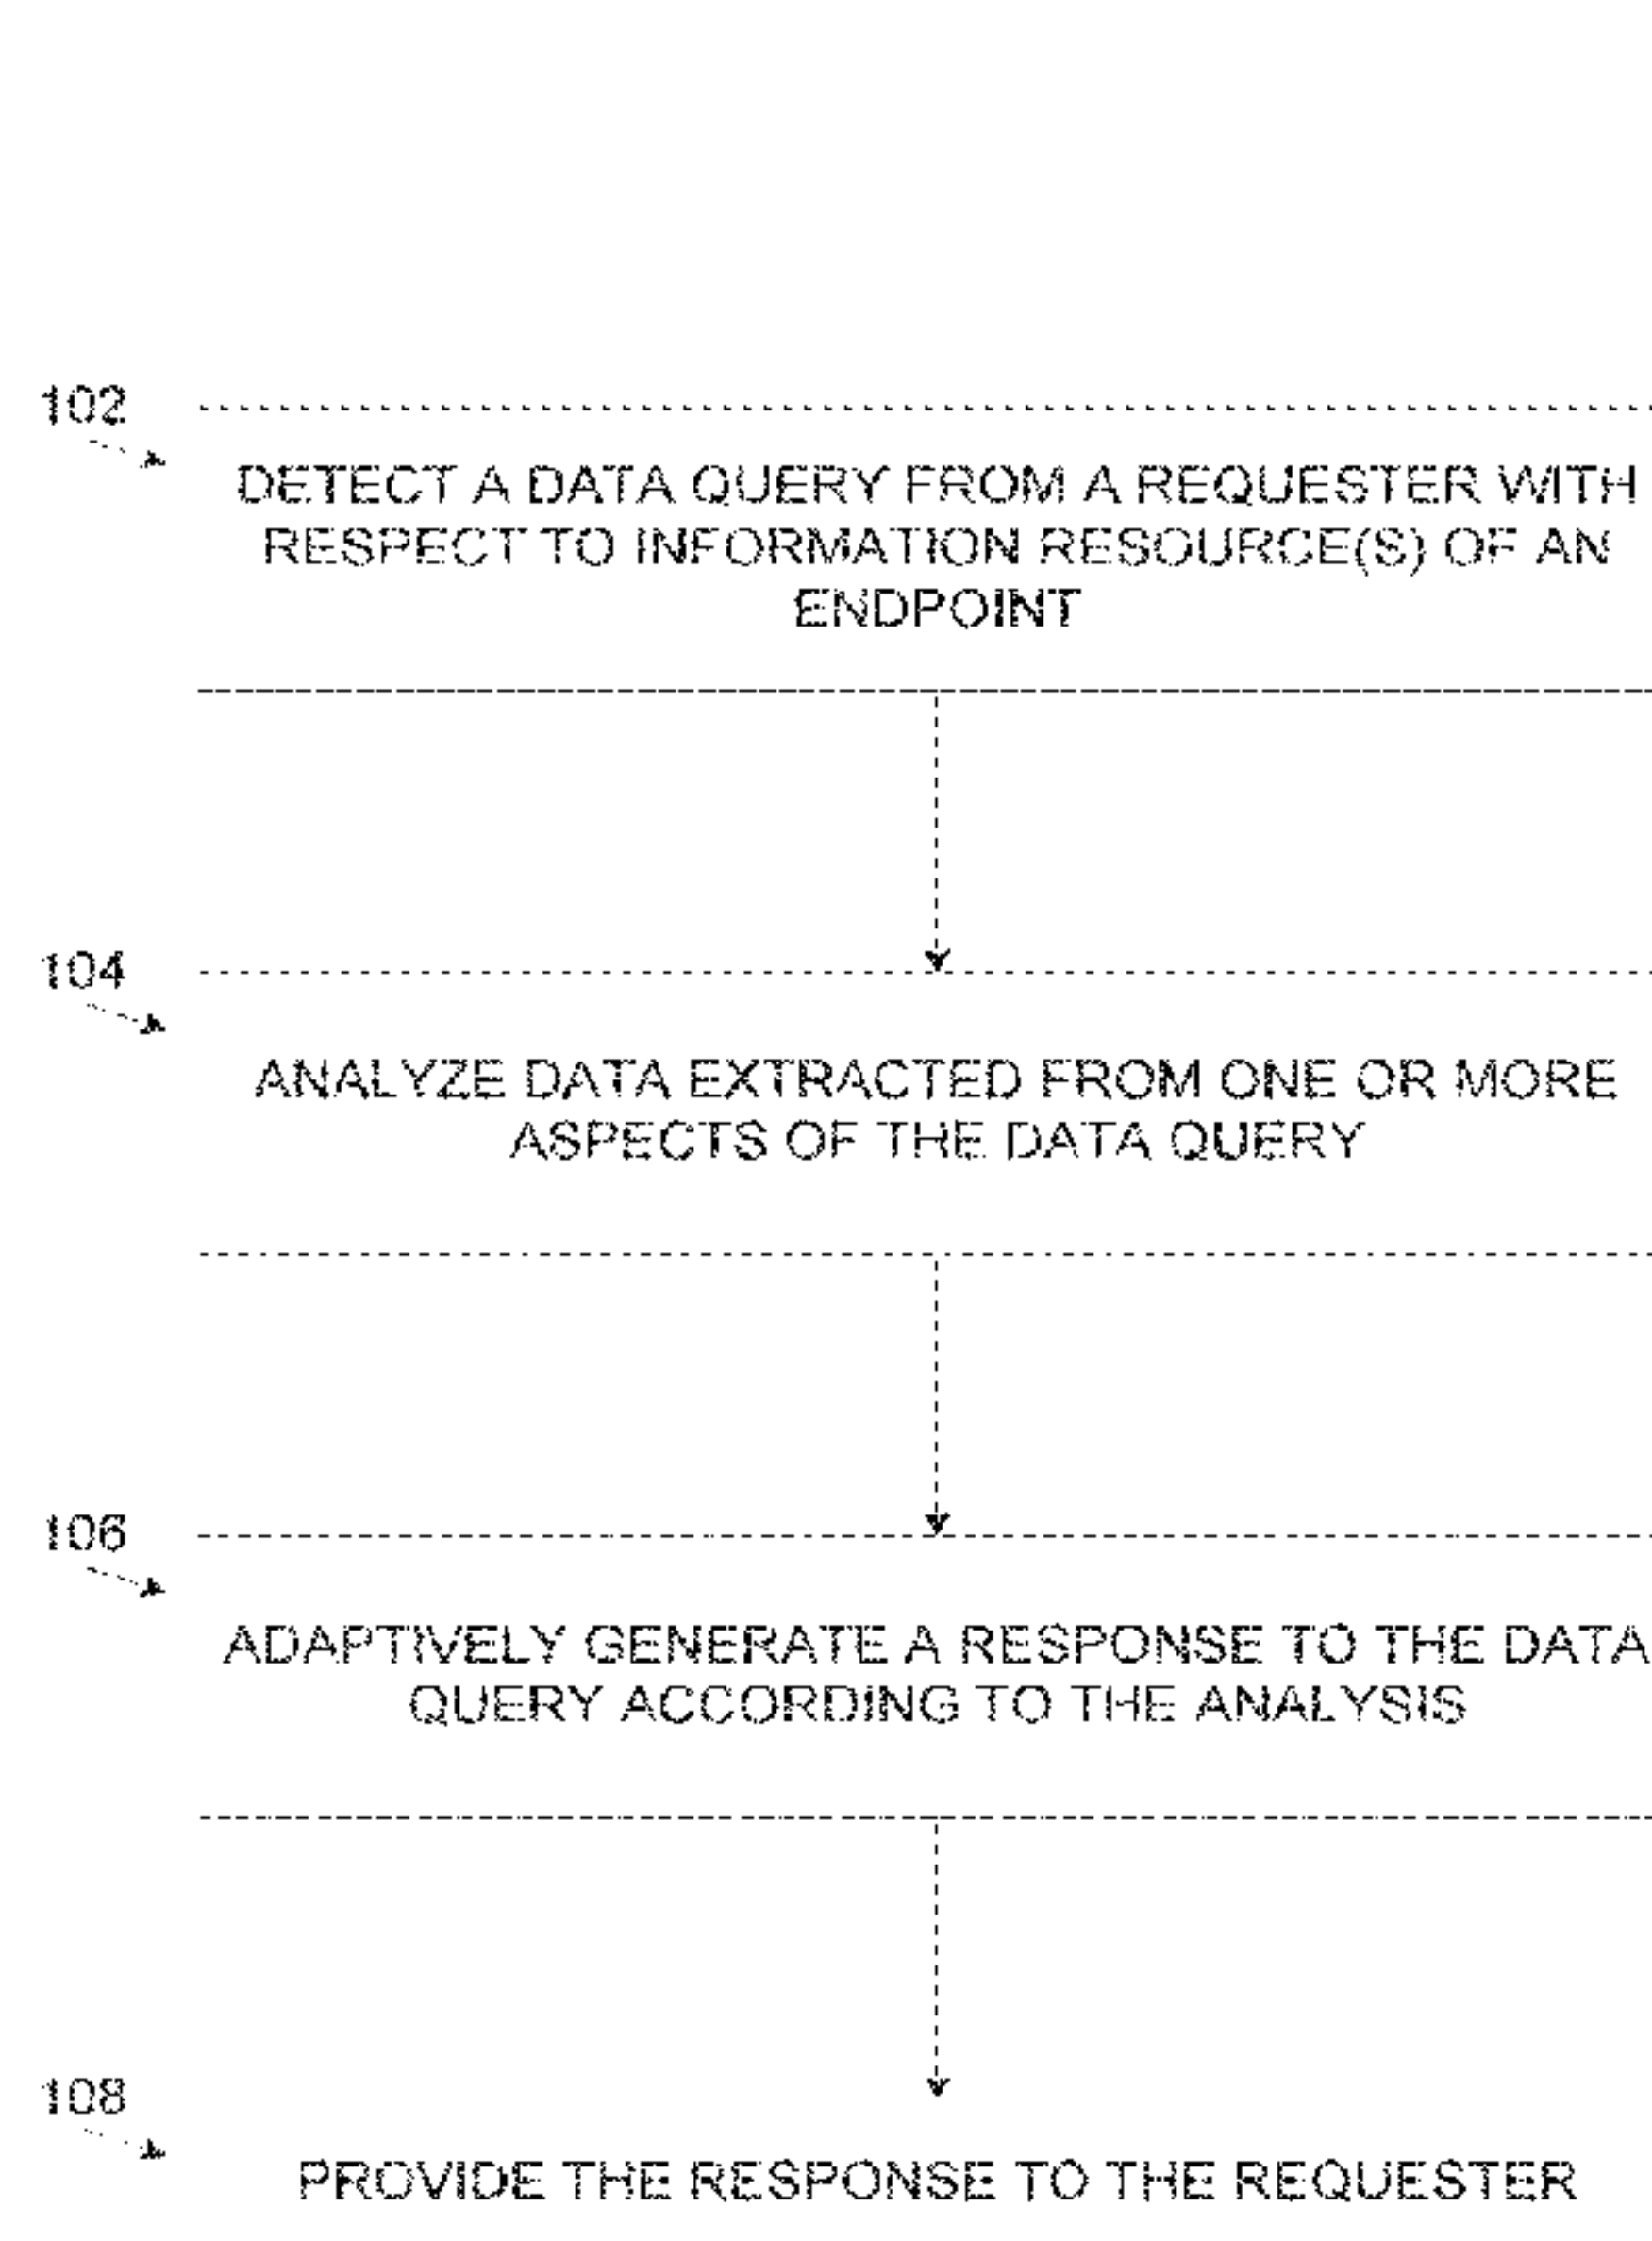 102
DETECT A DATA QUERY FROM A REQUESTER WITH
RESPECT TO INFORMATION RESOURCE(S) OF AN
ENDPOINT
104
ANALYZE DATA EXTRACTED FROM ONE OR MORE
ASPECTS OF THE DATA QUERY
106
ADAPTIVELY GENERATE A RESPONSE TO THE DATA
QUERY ACCORDING TO THE ANALYSIS
108
PROVIDE THE RESPONSE TO THE REQUESTER